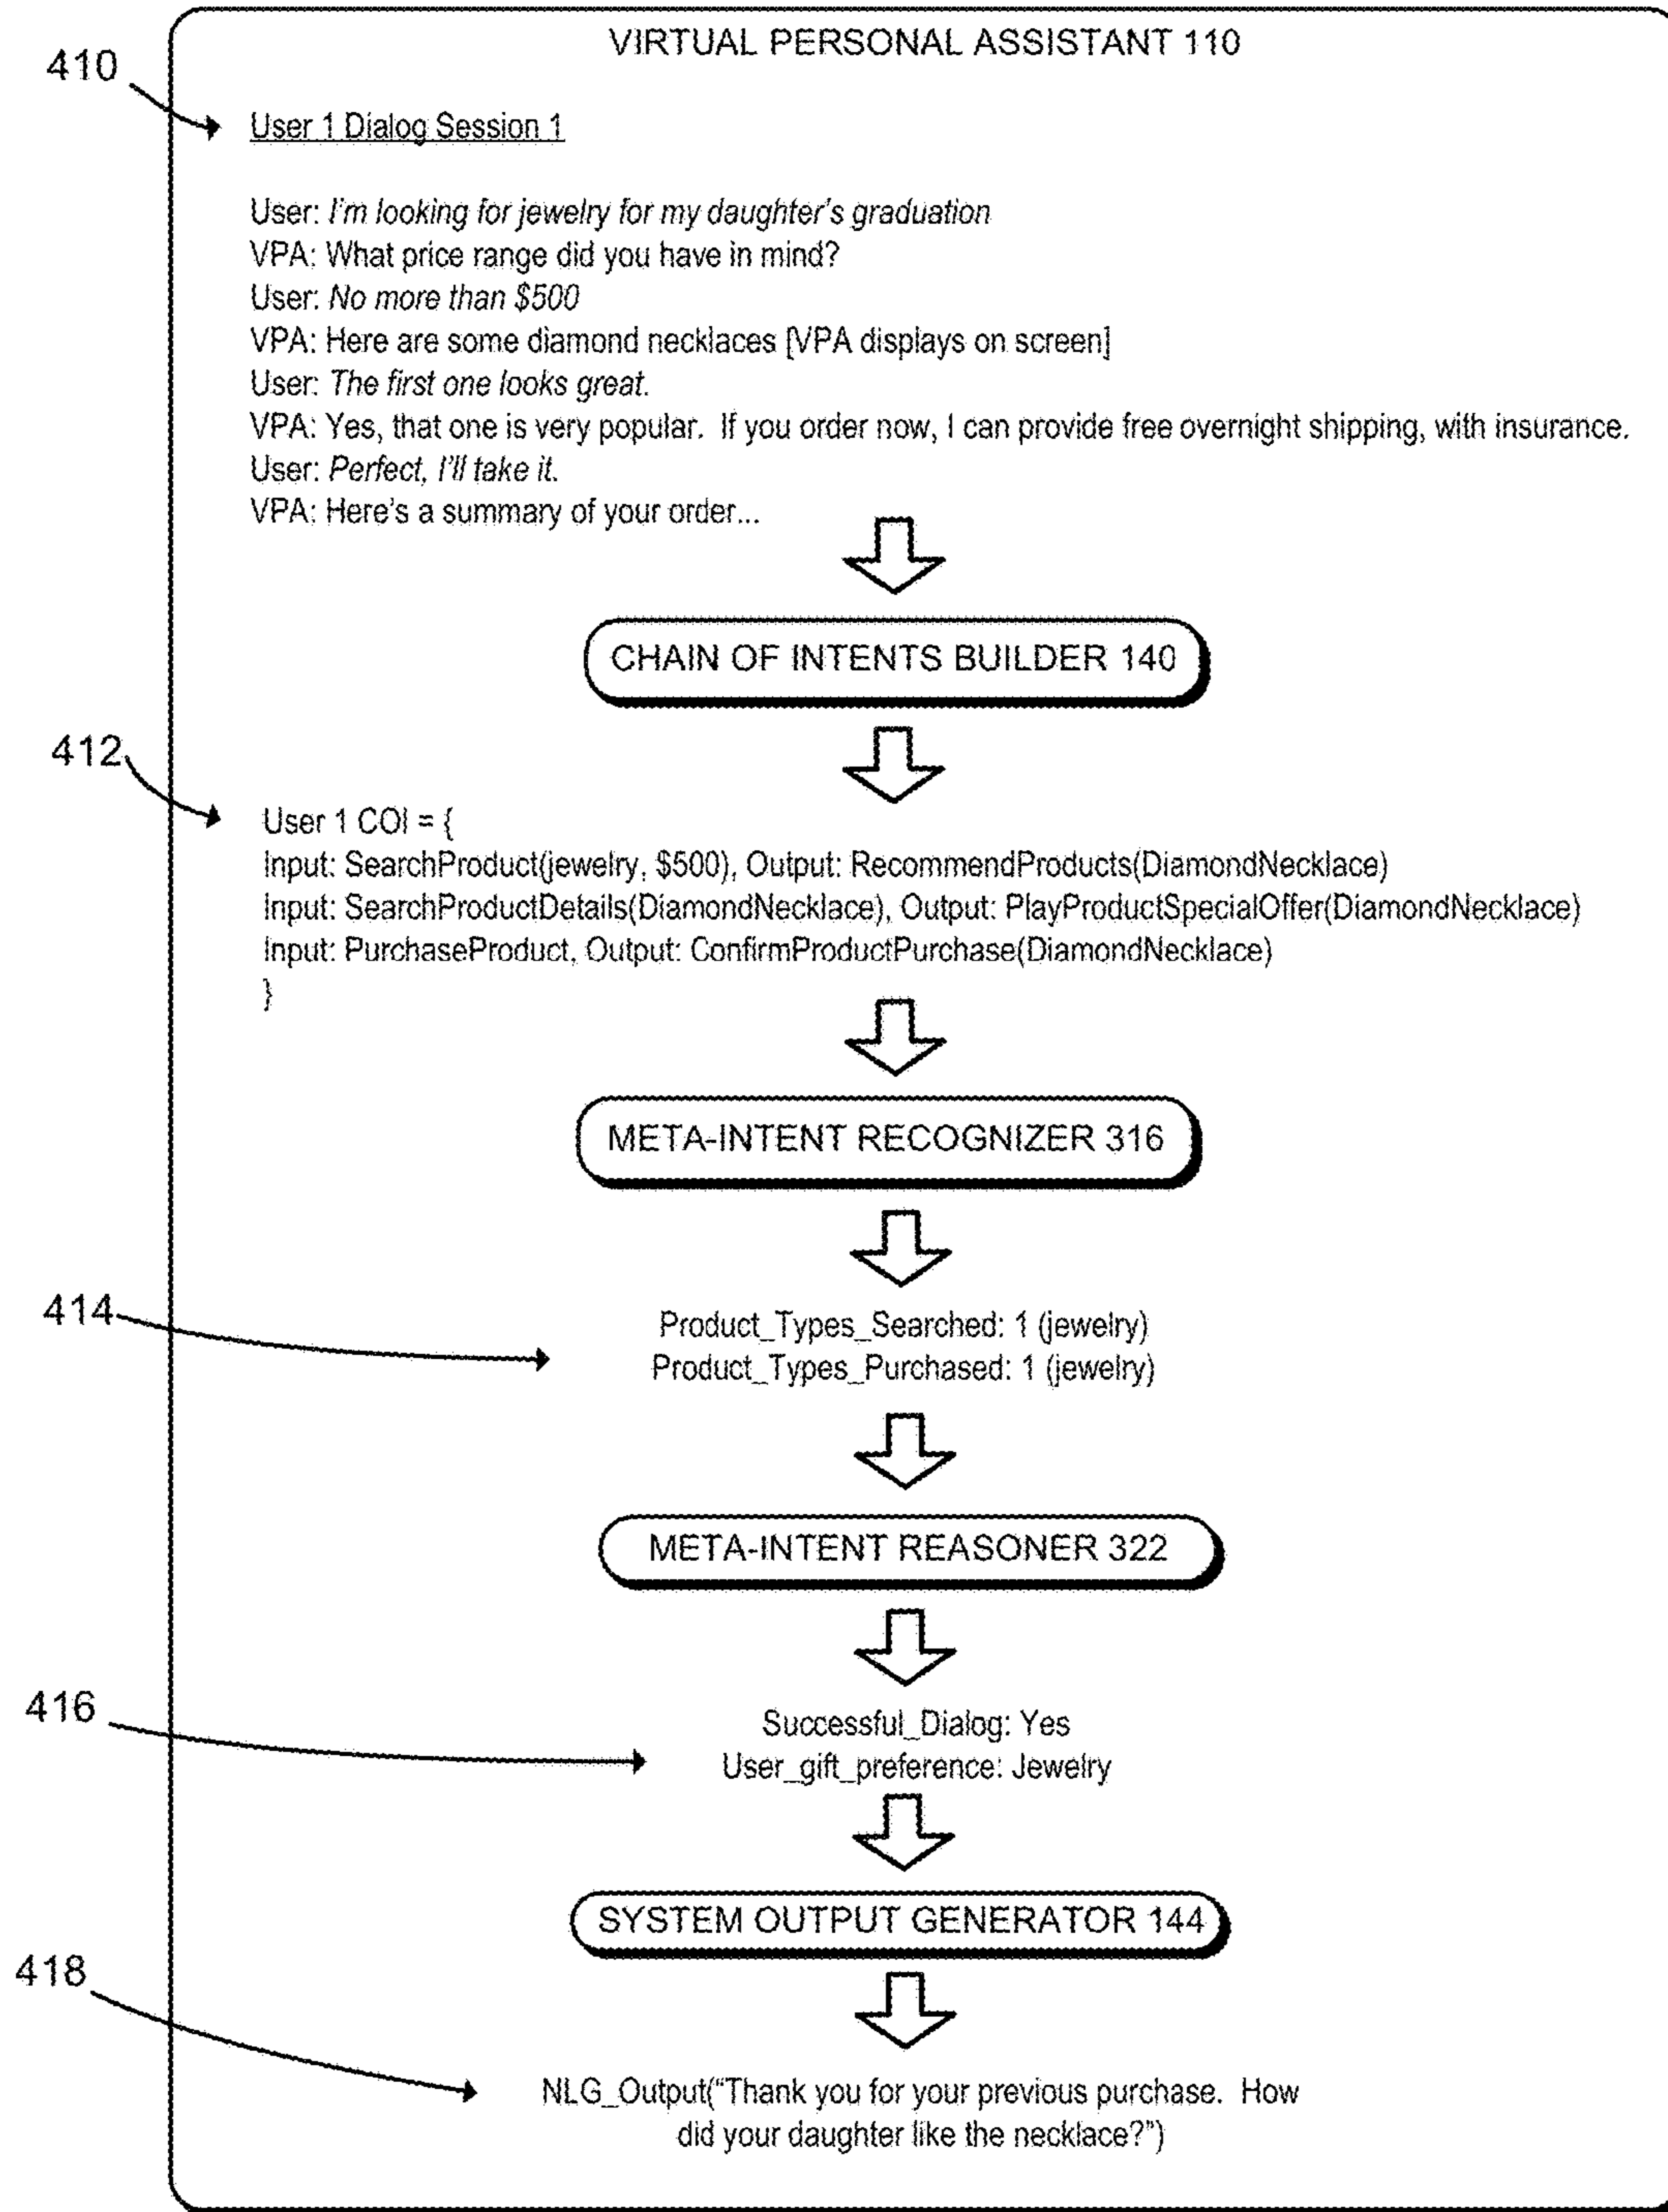 VIRTUAL PERSONAL ASSISTANT 110
410
User 1 Dialog Session 1
User: I'm looking for jewelry for my daughter's graduation
VPA: What price range did you have in mind?
User: No more than $500
VPA: Here are some diamond necklaces [VPA displays on screen]
User: The first one looks great.
VPA: Yes, that one is very popular. If you order now, I can provide free overnight shipping, with insurance.
User: Perfect, I'll take it.
VPA: Here's a summary of your order...
CHAIN OF INTENTS BUILDER 140
412
User 1 COI = {
Input: SearchProduct(jewelry, $500), Output: RecommendProducts(DiamondNecklace)
Input: SearchProductDetails(DiamondNecklace), Output: PlayProductSpecialOffer(DiamondNecklace)
Input: PurchaseProduct, Output: ConfirmProductPurchase(DiamondNecklace)
}
META-INTENT RECOGNIZER 316
414
Product_Types_Searched: 1 (jewelry)
Product_Types_Purchased: 1 (jewelry)
META-INTENT REASONER 322
416
Successful_Dialog: Yes
User_gift_preference: Jewelry
SYSTEM OUTPUT GENERATOR 144
418
NLG_Output("Thank you for your previous purchase. How
did your daughter like the necklace?")